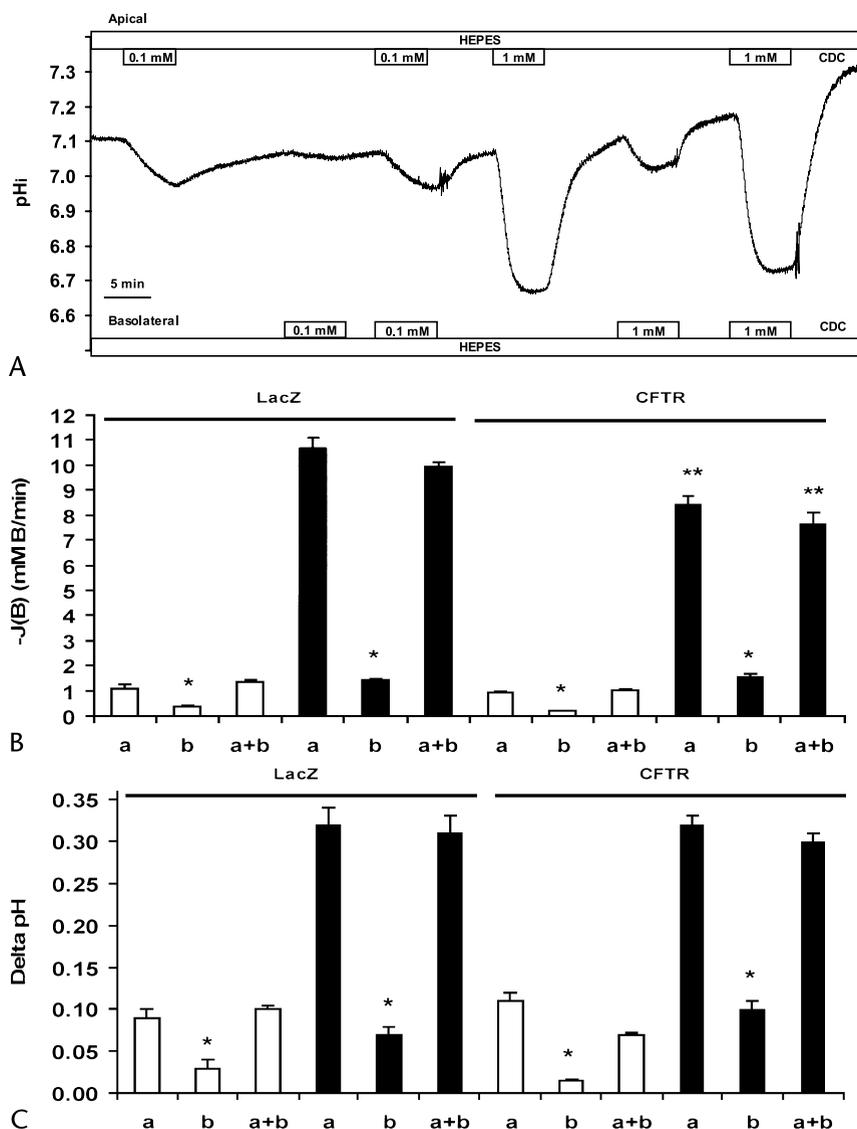 Apical
HEPES
0.1 mM 0.1 mM 1 mM 1 mM CDC
7.3
7.2
7.1
7.0
6.9
6.8
6.7
6.6
pHi
5 min
Basolateral
0.1 mM 0.1 mM 1 mM 1 mM CDC
HEPES
A
LacZ CFTR
12
11
10
9
8
7
6
5
4
3
2
1
0
-J(B) (mM B/min)
* * ** * ** *
a b a+b a b a+b a b a+b a b a+b
B
LacZ CFTR
0.35
0.30
0.25
0.20
0.15
0.10
0.05
0.00
Delta pH
* * * *
a b a+b a b a+b a b a+b a b a+b
C